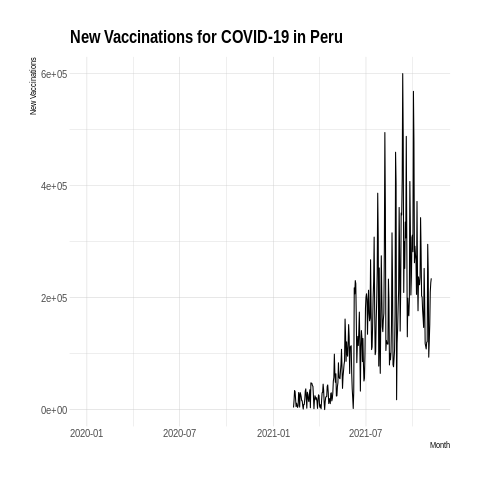 New Vaccinations for COVID-19 in Peru
New Vaccinations
6e+05
4e+05
2e+05
0e+00
2020-01 2020-07 2021-01 2021-07
Month